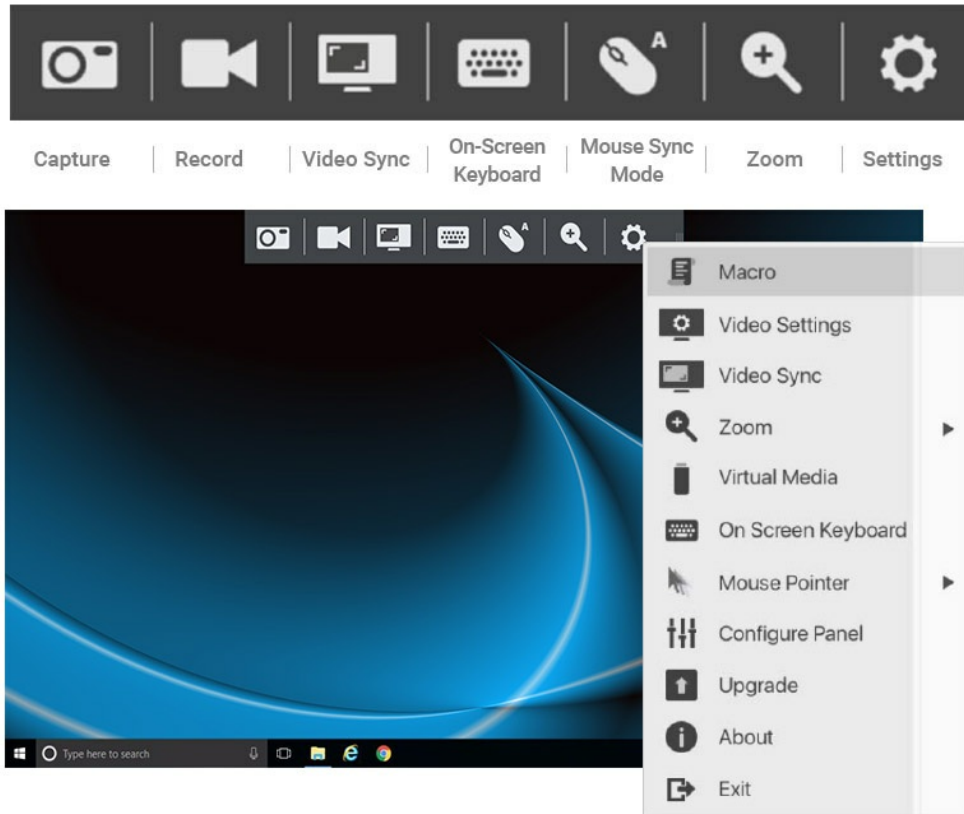 A
Capture
Record
Video Sync
On-Screen
Keyboard
Mouse Sync
Mode
Zoom
Settings
A
Macro
Video Settings
Video Sync
Zoom
Virtual Media
On Screen Keyboard
Mouse Pointer
Configure Panel
Upgrade
About
Exit
Type here to search